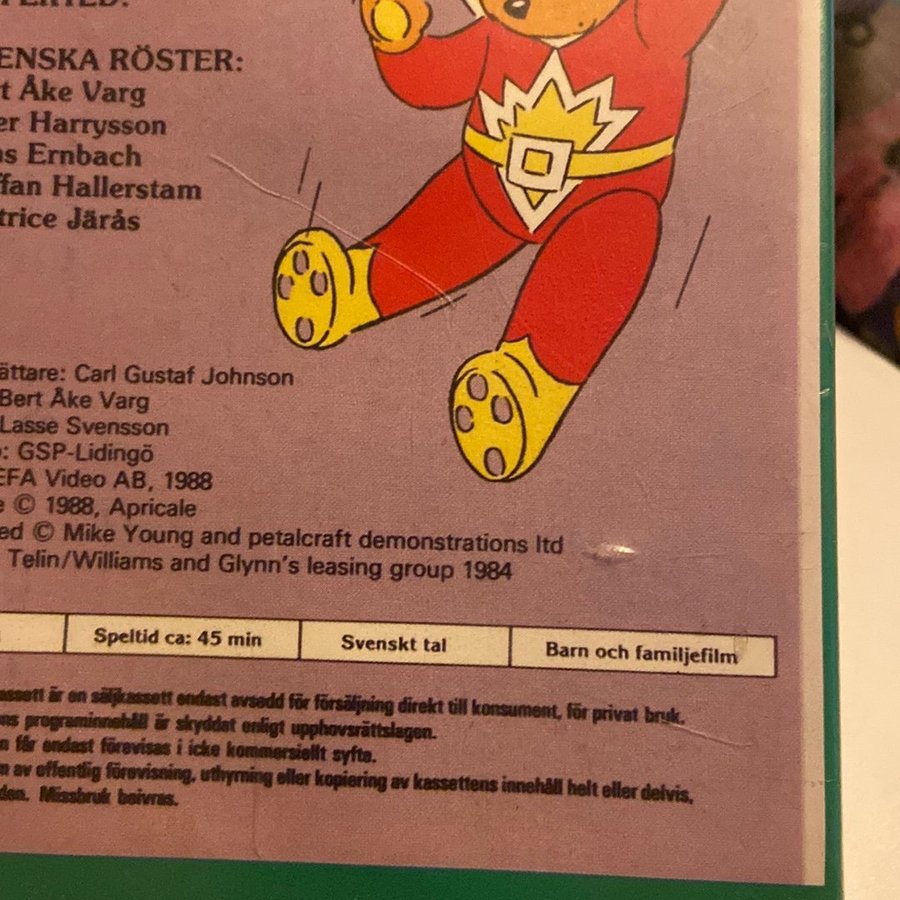 ENSKA RÖSTER:
t Åke Varg
er Harrysson
as Ernbach
ffan Hallerstam
trice Järås
ättare: Carl Gustaf Johnson
Bert Åke Varg
Lasse Svensson
: GSP-Lidingö
EFA Video AB, 1988
e © 1988, Apricale
ed © Mike Young and petalcraft demonstrations ltd
Telin/Williams and Glynn's leasing group 1984
Speltid ca: 45 min
Svenskt tal
Barn och familjefilm
assett är en säljkassett endast avsedd för försäljning direkt till konsument, för privat bruk.
ns programinnehåll är skyddat enligt upphovsrättslagen.
n får endast förevisas i icke kommersiellt syfte.
m av offentlig förevisning, uthyrning eller kopiering av kassettens innehåll helt eller delvis,
den. Missbruk beivras.